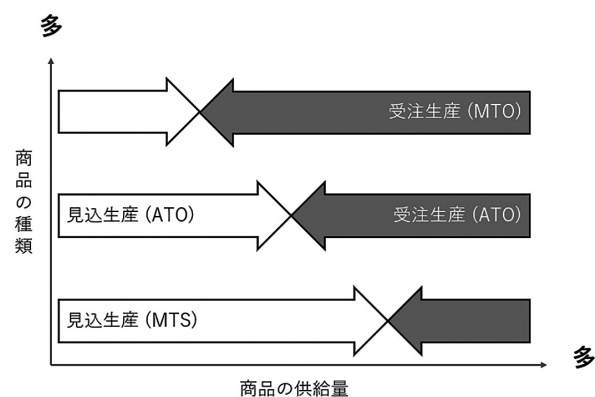 多
受注生産（MTO）
見込生産（ATO）
受注生産（ATO）
見込生産（MTS）
商品の種類
商品の供給量
多